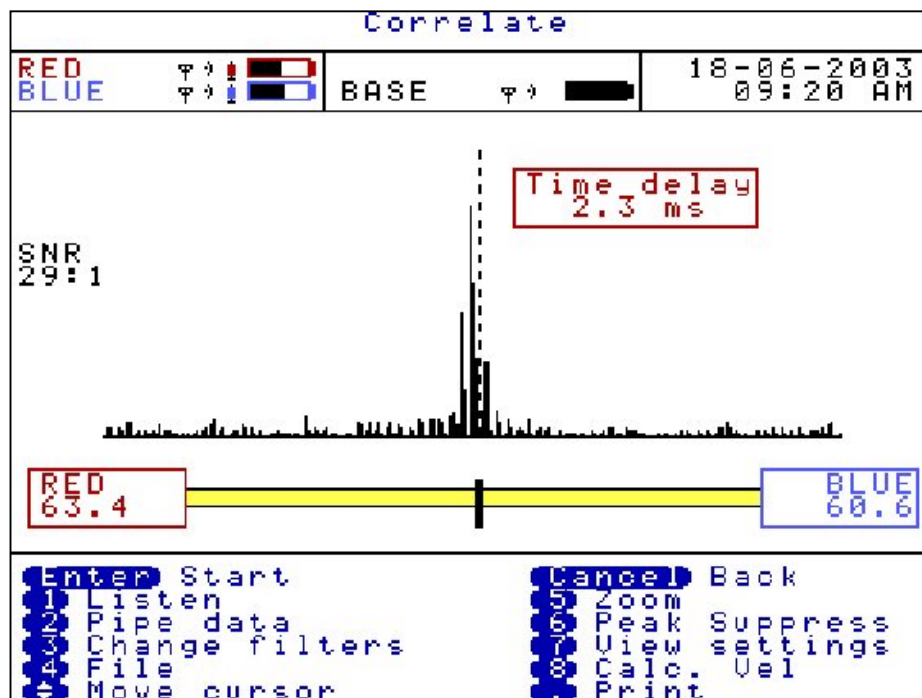 Correlate
RED
BLUE
BASE
18-06-2003
09:20 AM
Time delay
2.3 ms
SNR
29:1
RED
63.4
BLUE
60.6
Enter Start
1 Listen
2 Pipe data
3 Change filters
4 File
Move cursor
Cancel Back
5 Zoom
6 Peak Suppress
7 View settings
8 Calc. Vel
. Print